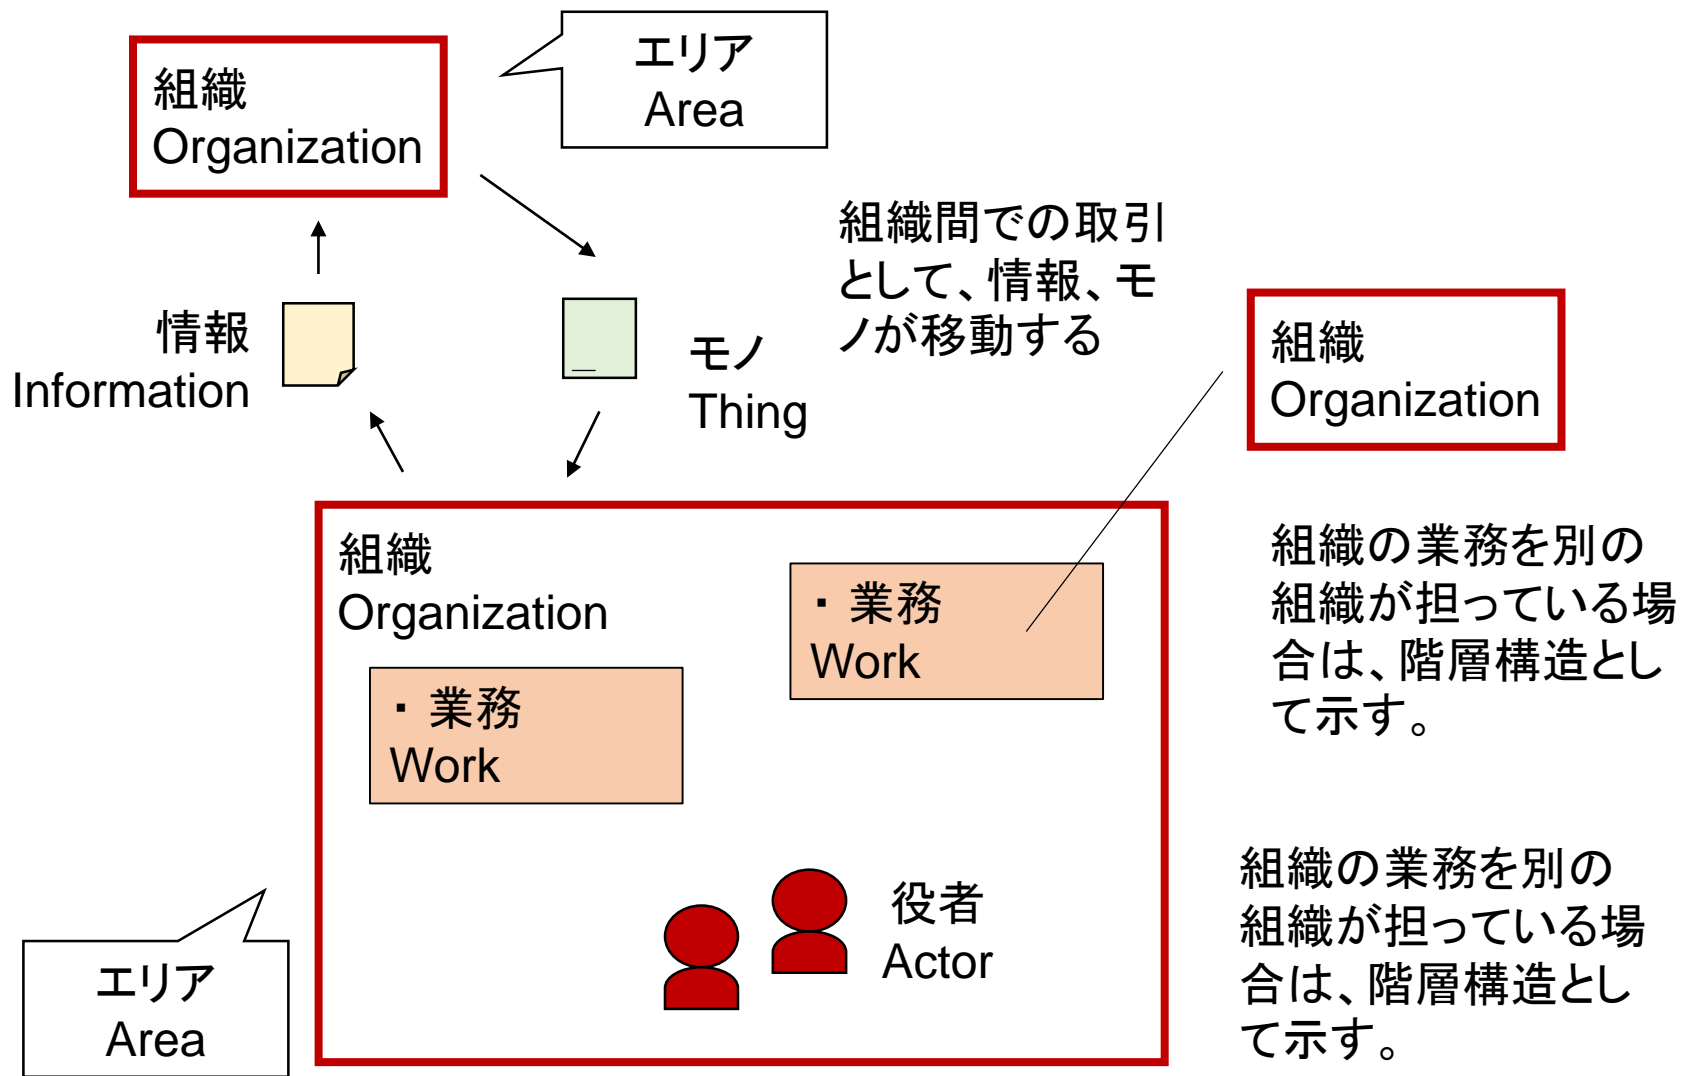 組織
Organization
エリア
Area
組織間での取引
として、情報、モ
ノが移動する
情報
Information
モノ
Thing
組織
Organization
組織
Organization
・業務
Work
・業務
Work
組織の業務を別の
組織が担っている場
合は、階層構造とし
て示す。
役者
Actor
エリア
Area
組織の業務を別の
組織が担っている場
合は、階層構造とし
て示す。